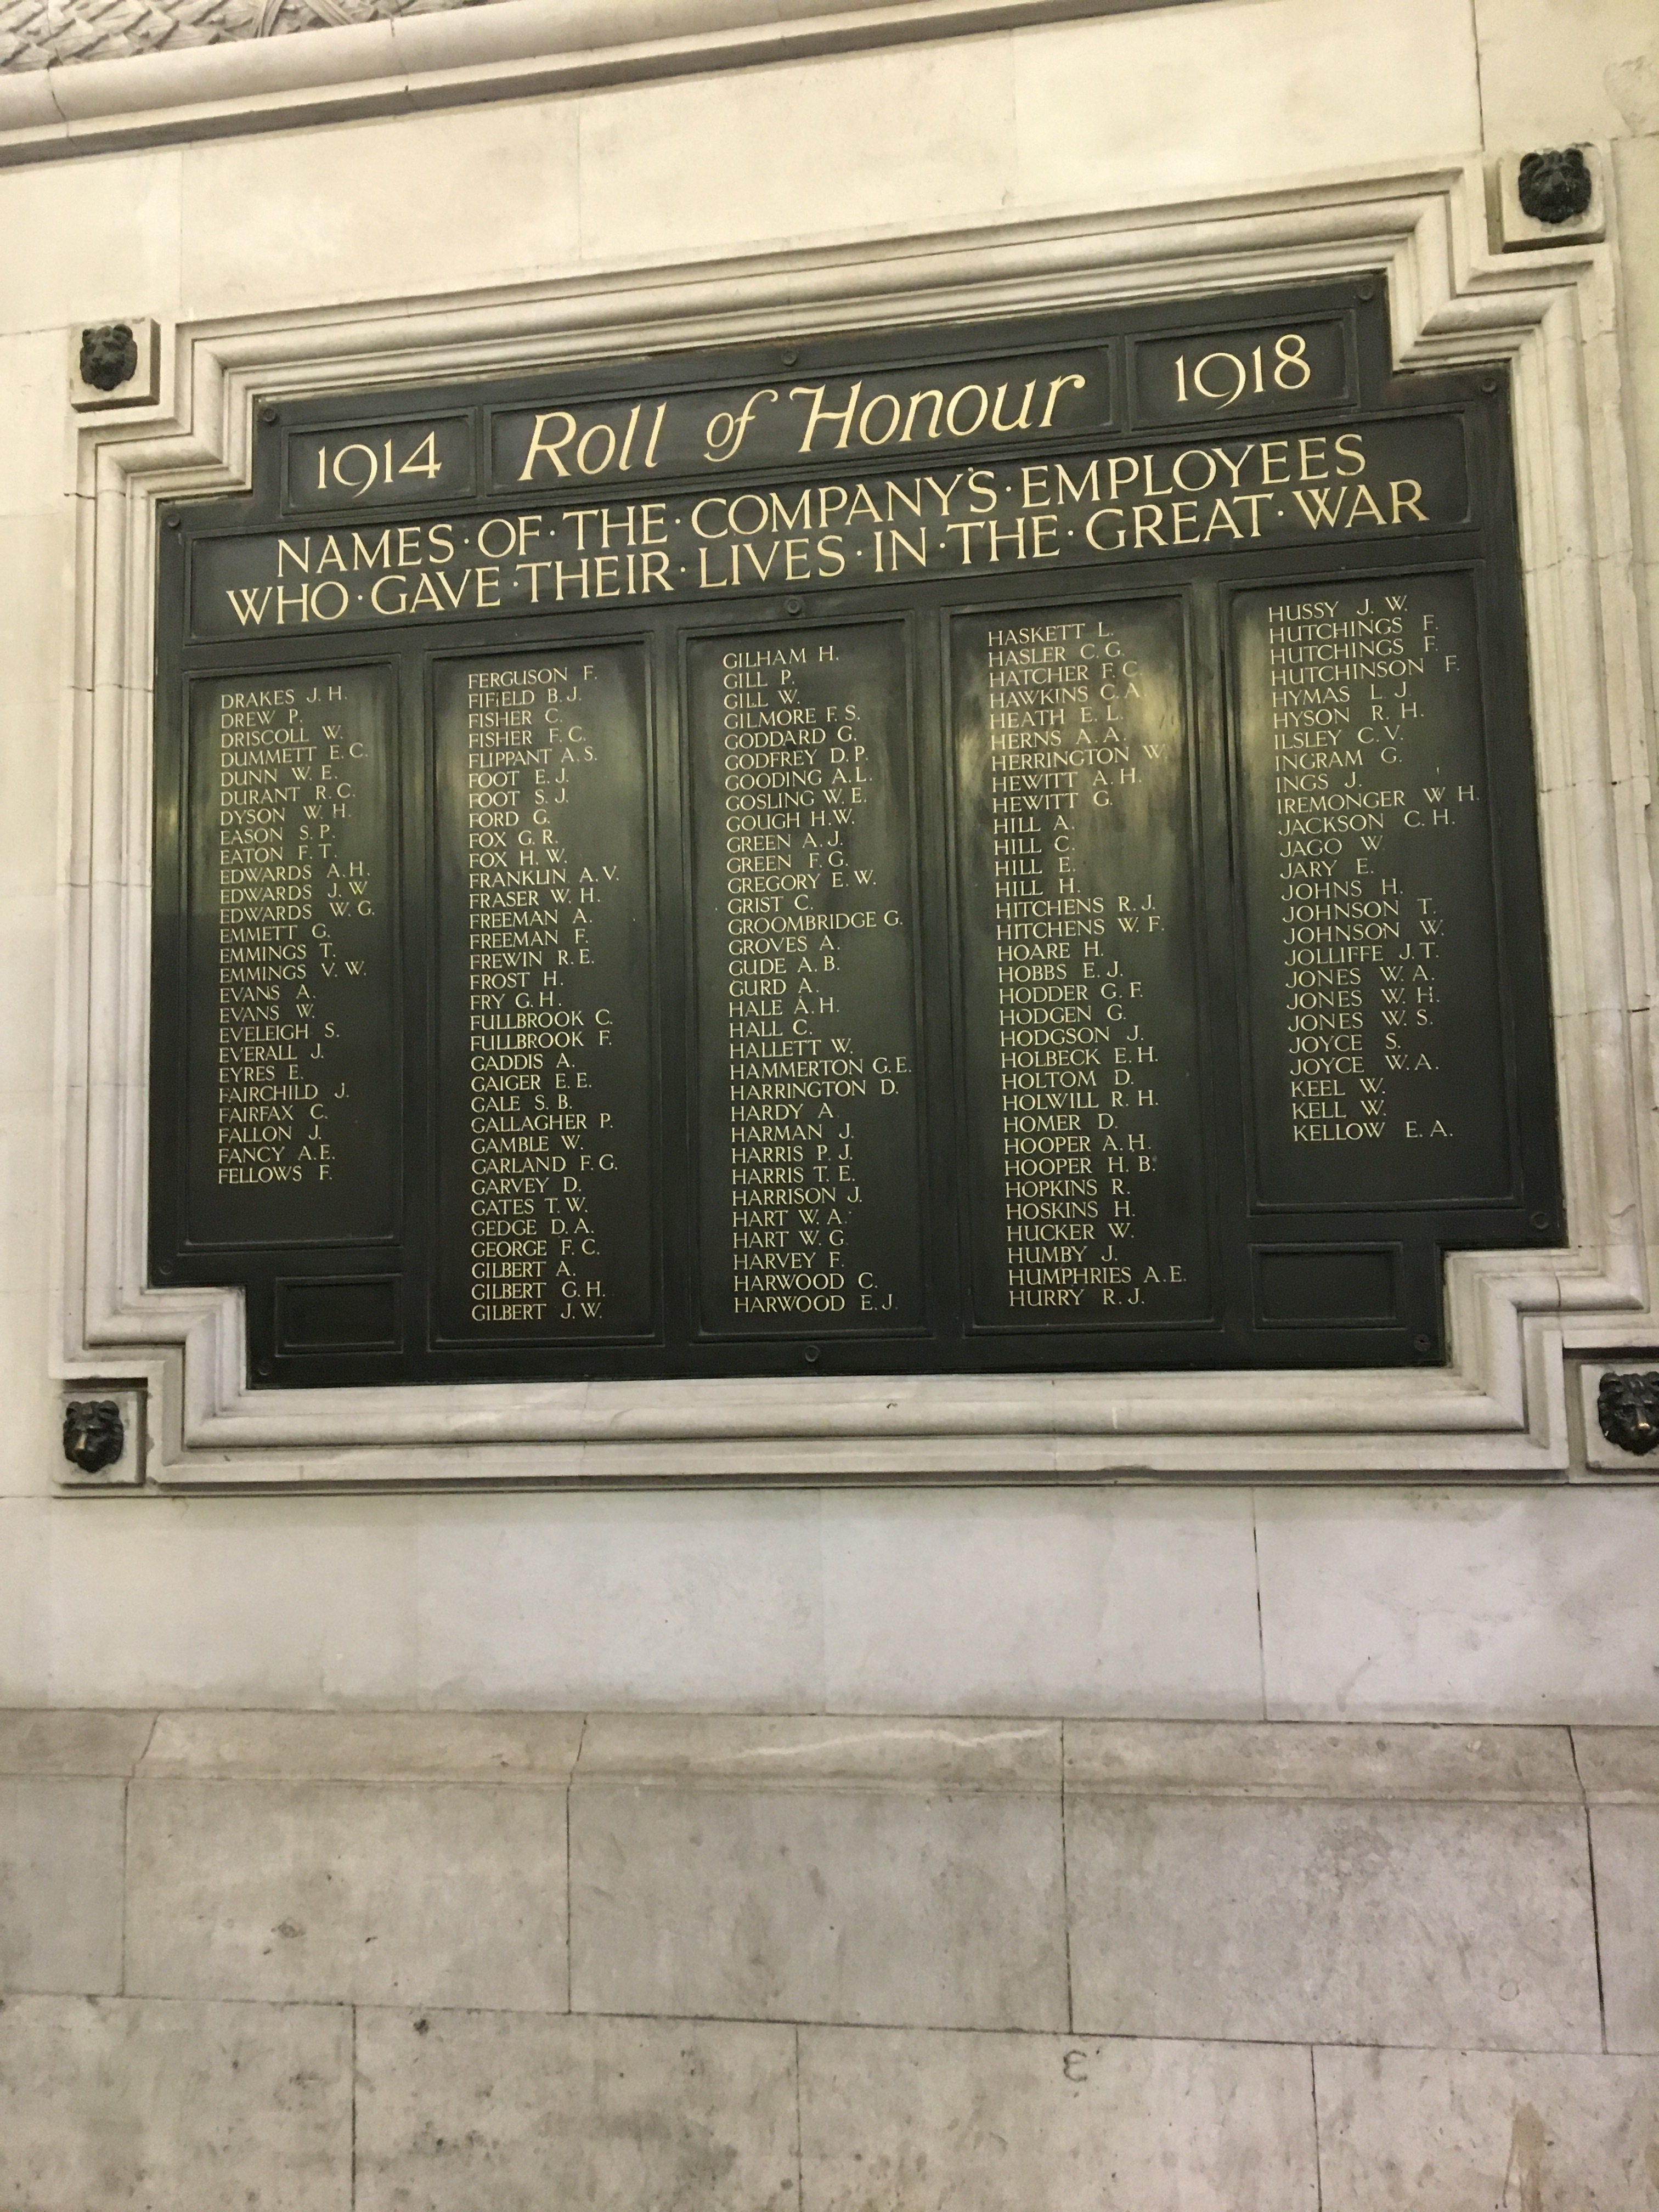 1914 Roll of Honour 1918
NAMES·OF·THE·COMPANY'S·EMPLOYEES
WHO·GAVE·THEIR·LIVES·IN·THE·GREAT·WAR
DRAKES J. H.
DREW P.
DRISCOLL W.
DUMMETT E. C.
DUNN W. E.
DURANT R. C.
DYSON W. H.
EASON S. P.
EATON F. T.
EDWARDS A. H.
EDWARDS J. W
EDWARDS W. G.
EMMETT G.
EMMINGS T.
EMMINGS V. W.
EVANS A.
EVANS W.
EVELEIGH S.
EVERALL J.
EYRES E.
FAIRCHILD J.
FAIRFAX C.
FALLON J.
FANCY A. E.
FELLOWS F.
FERGUSON F.
FIFIELD B. J.
FISHER C.
FISHER F. C.
FLIPPANT A. S.
FOOT E. J.
FOOT S. J.
FORD G.
FOX G. R.
FOX H. W.
FRANKLIN A. V.
FRASER W. H.
FREEMAN A.
FREEMAN F.
FREWIN R. E.
FROST H.
FRY G. H.
FULLBROOK C.
FULLBROOK F.
GADDIS A.
GAIGER E. E.
GALE S. B.
GALLAGHER P.
GAMBLE W.
GARLAND F. G.
GARVEY D.
GATES T. W.
GEDGE D. A.
GEORGE F. C.
GILBERT A.
GILBERT G. H.
GILBERT J. W.
GILHAM H.
GILL P.
GILL W.
GILMORE F. S.
GODDARD G.
GODFREY D. P.
GOODING A. L.
GOSLING W. E.
GOUGH H. W.
GREEN A. J.
GREEN F. G.
GREGORY E. W.
GRIST C.
GROOMBRIDGE G.
GROVES A.
GUDE A. B.
GURD A.
HALE A. H.
HALL C.
HALLETT W.
HAMMERTON G. E.
HARRINGTON D.
HARDY A.
HARMAN J.
HARRIS P. J.
HARRIS T. E.
HARRISON J.
HART W. A.
HART W. G.
HARVEY F.
HARWOOD C.
HARWOOD E. J.
HASKETT L.
HASLER C. G.
HATCHER F. C.
HAWKINS C. A.
HEATH E. L.
HERNS A. A.
HERRINGTON W.
HEWITT A. H.
HEWITT G.
HILL A.
HILL C.
HILL E.
HILL H.
HITCHENS R. J.
HITCHENS W. F.
HOARE H.
HOBBS E. J.
HODDER G. F.
HODGEN G.
HODGSON J.
HOLBECK E. H.
HOLTOM D.
HOLWILL R. H.
HOMER D.
HOOPER A. H.
HOOPER H. B.
HOPKINS R.
HOSKINS H.
HUCKER W.
HUMBY J.
HUMPHRIES A. E.
HURRY R. J.
HUSSY J. W.
HUTCHINGS F.
HUTCHINGS F.
HUTCHINSON F.
HYMAS L. J
HYSON R. H.
ILSLEY C. V.
INGRAM G.
INGS J.
IREMONGER W H.
JACKSON C. H.
JAGO W.
JARY E.
JOHNS H.
JOHNSON T.
JOHNSON W.
JOLLIFFE J. T.
JONES W. A.
JONES W. H.
JONES W. S.
JOYCE S.
JOYCE W. A.
KEEL W.
KELL W.
KELLOW E. A.